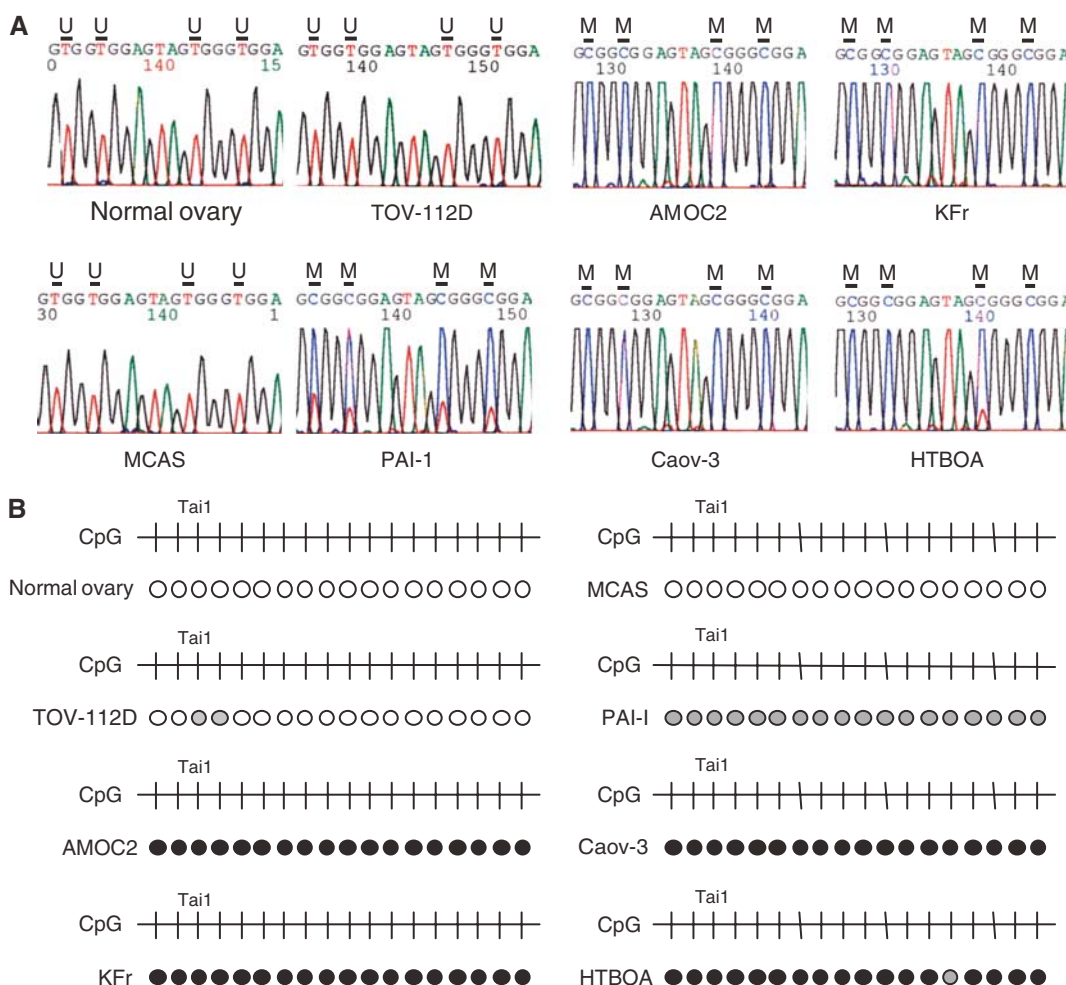 A
U U U U
GTGGTGGAGTAGTGGGTGGA
0 140 15
Normal ovary
U U U U
GTGGTGGAGTAGTGGGTGGA
140 150
TOV-112D
M M M M
GCGGCGGAGTAGCGGGCGGA
130 140
AMOC2
M M M M
GCGGCGGAGTAGCGGGCGGA
130 140
KFr
U U U U
GTGGTGGAGTAGTGGGTGGA
30 140 1
MCAS
M M M M
GCGGCGGAGTAGCGGGCGGA
140 150
PAI-1
M M M M
GCGGCGGAGTAGCGGGCGGA
130 140
Caov-3
M M M M
GCGGCGGAGTAGCGGGCGGA
130 140
HTBOA
B
Tai1
CpG
Normal ovary
Tai1
CpG
MCAS
Tai1
CpG
TOV-112D
Tai1
CpG
PAI-I
Tai1
CpG
AMOC2
Tai1
CpG
Caov-3
Tai1
CpG
KFr
Tai1
CpG
HTBOA